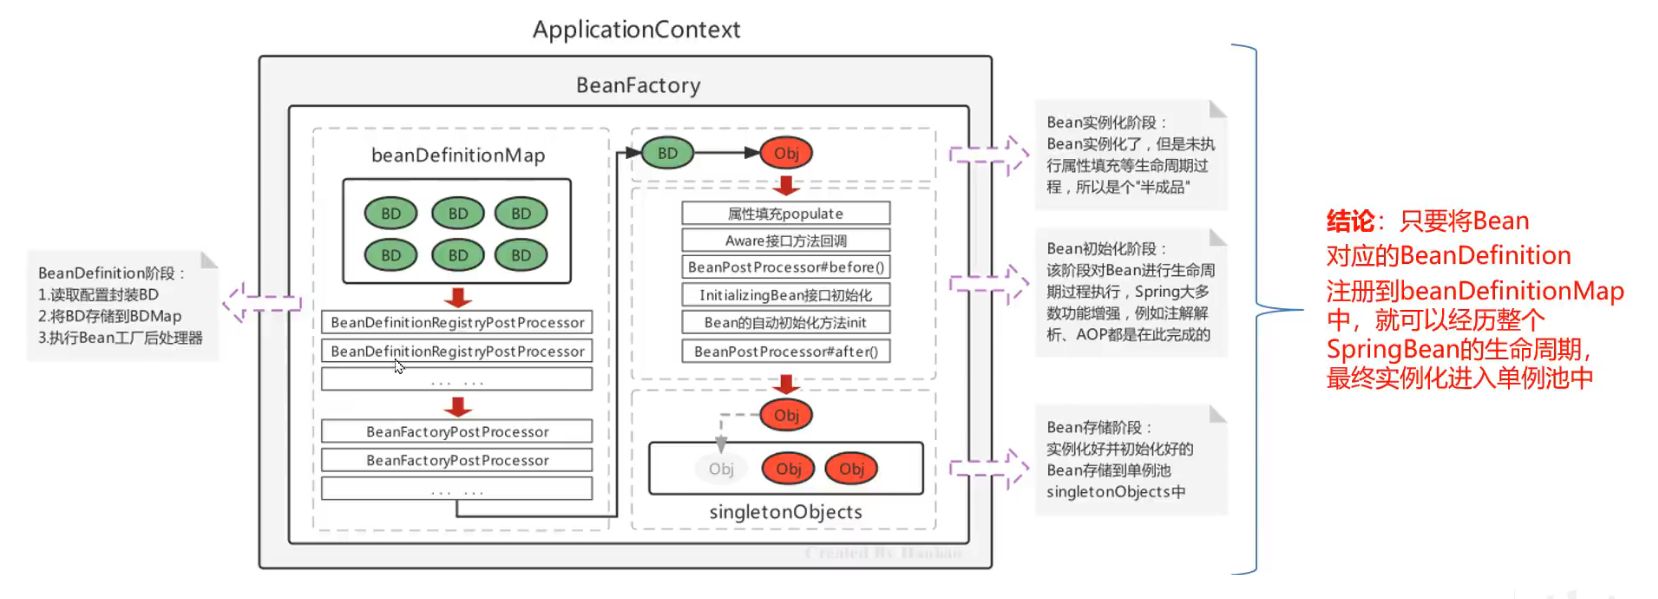 ApplicationContext
BeanFactory
beanDefinitionMap
BD
BD
BD
BD
BD
BD
BeanDefinitionRegistryPostProcessor
BeanDefinitionRegistryPostProcessor
... ...
BeanFactoryPostProcessor
BeanFactoryPostProcessor
... ...
BeanDefinition阶段：
1.读取配置封装BD
2.将BD存储到BDMap
3.执行Bean工厂后处理器
BD
Obj
属性填充populate
Aware接口方法回调
BeanPostProcessor#before()
InitializingBean接口初始化
Bean的自动初始化方法init
BeanPostProcessor#after()
Obj
Obj
Obj
Obj
singletonObjects
Created By Haohao
Bean实例化阶段：
Bean实例化了，但是未执
行属性填充等生命周期过
程，所以是个"半成品"
Bean初始化阶段：
该阶段对Bean进行生命周
期过程执行，Spring大多
数功能增强，例如注解解
析、AOP都是在此完成的
Bean存储阶段：
实例化好并初始化好的
Bean存储到单例池
singletonObjects中
结论：只要将Bean
对应的BeanDefinition
注册到beanDefinitionMap
中，就可以经历整个
SpringBean的生命周期，
最终实例化进入单例池中